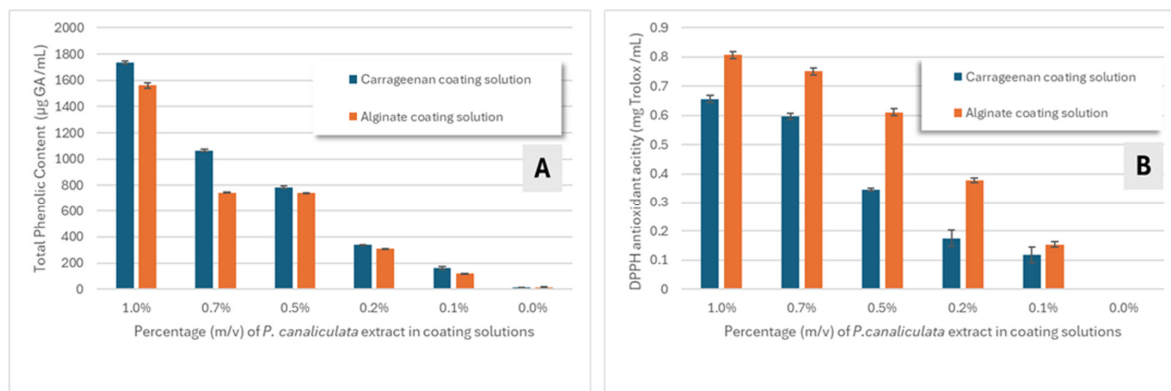 2000
1800
1600
1400
1200
1000
800
600
400
200
0
Total Phenolic Content (µg GA/mL)
Carrageenan coating solution
Alginate coating solution
A
1.0% 0.7% 0.5% 0.2% 0.1% 0.0%
Percentage (m/v) of P. canaliculata extract in coating solutions
0.9
0.8
0.7
0.6
0.5
0.4
0.3
0.2
0.1
0
DPPH antioxidant acitity (mg Trolox /mL)
Carrageenan coating solution
Alginate coating solution
B
1.0% 0.7% 0.5% 0.2% 0.1% 0.0%
Percentage (m/v) of P.canaliculata extract in coating solutions